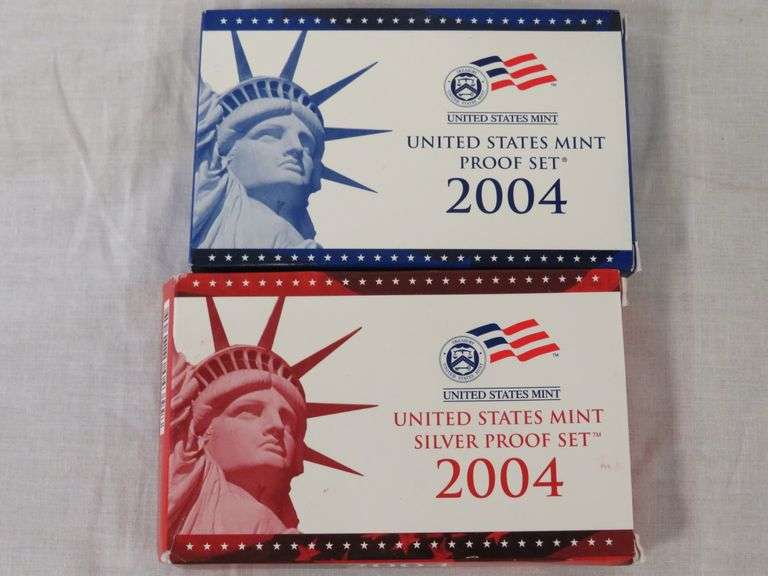 UNITED STATES MINT
UNITED STATES MINT
PROOF SET®
2004
UNITED STATES MINT
UNITED STATES MINT
SILVER PROOF SET™
2004